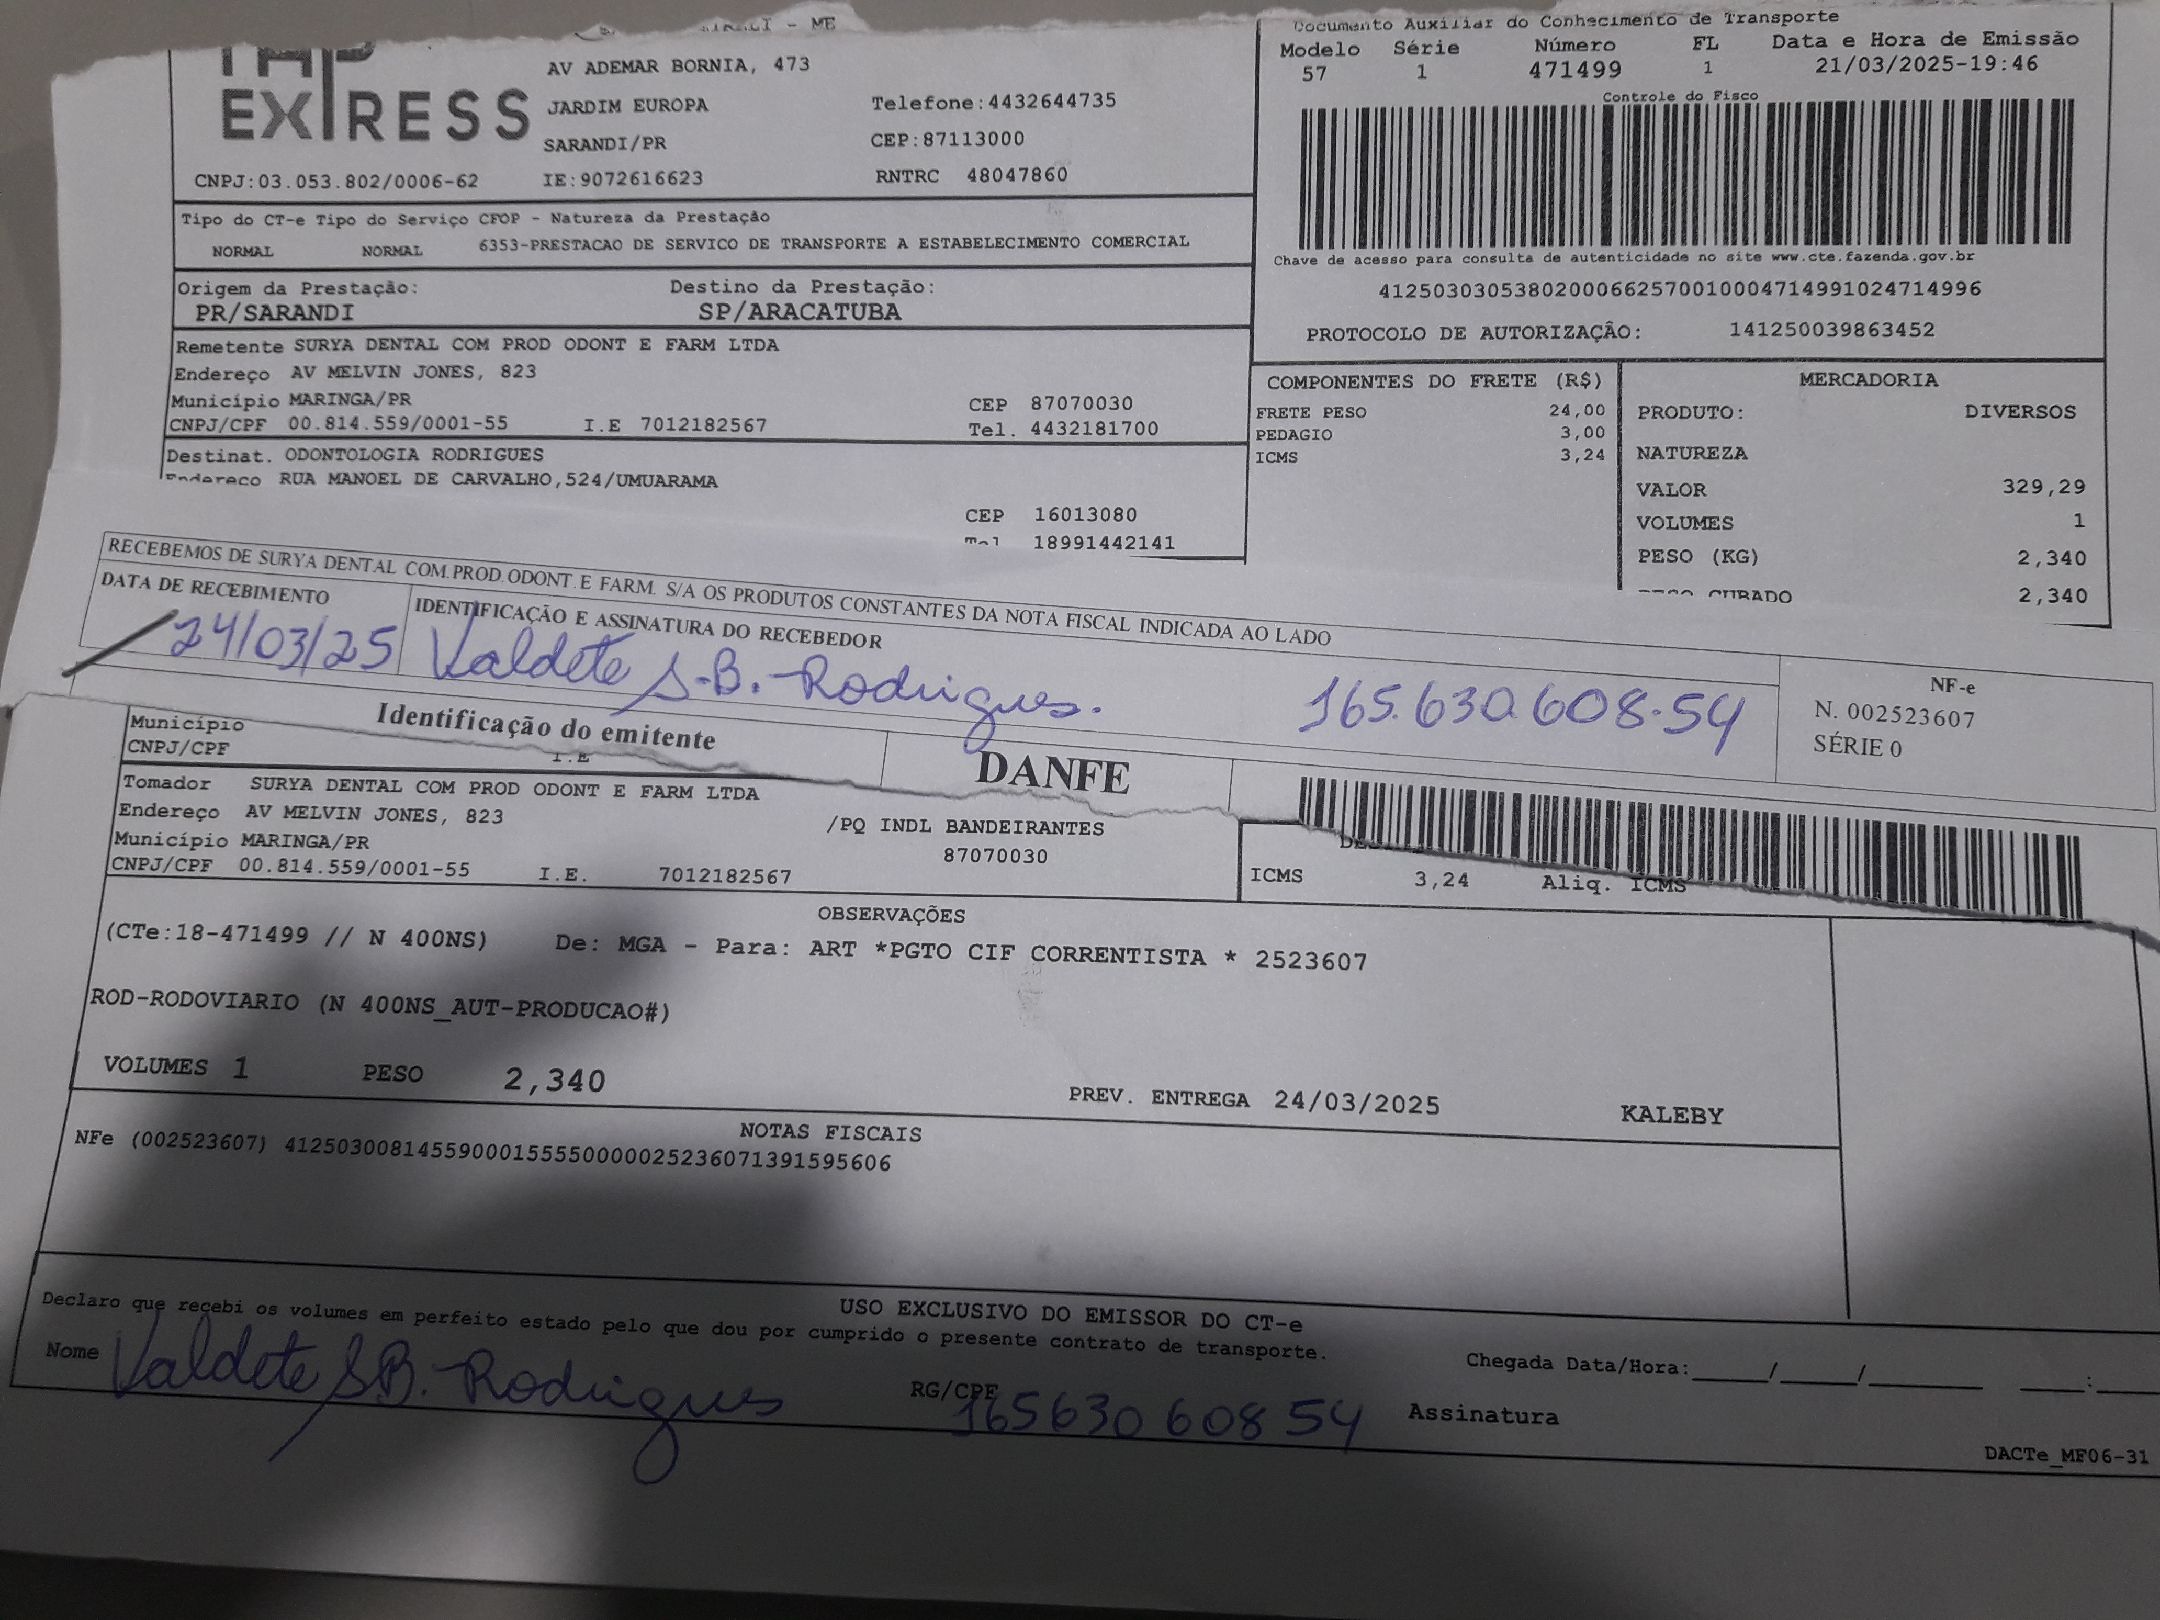 - ME
EXPRESS
AV ADEMAR BORNIA, 473
JARDIM EUROPA
Telefone:4432644735
SARANDI/PR
CEP:87113000
CNPJ:03.053.802/0006-62
IE:9072616623
RNTRC 48047860
Documento Auxiliar do Conhecimento de Transporte
Modelo Série Número FL Data e Hora de Emissão
57 1 471499 1 21/03/2025-19:46
Controle do Fisco
Chave de acesso para consulta de autenticidade no site www.cte.fazenda.gov.br
41250303053802000662570010004714991024714996
PROTOCOLO DE AUTORIZAÇÃO: 141250039863452
Tipo do CT-e Tipo do Serviço CFOP - Natureza da Prestação
NORMAL NORMAL 6353-PRESTACAO DE SERVICO DE TRANSPORTE A ESTABELECIMENTO COMERCIAL
Origem da Prestação: Destino da Prestação:
PR/SARANDI SP/ARACATUBA
Remetente SURYA DENTAL COM PROD ODONT E FARM LTDA
Endereço AV MELVIN JONES, 823
Município MARINGA/PR CEP 87070030
CNPJ/CPF 00.814.559/0001-55 I.E 7012182567 Tel. 4432181700
Destinat. ODONTOLOGIA RODRIGUES
Endereço RUA MANOEL DE CARVALHO,524/UMUARAMA
CEP 16013080
Tel 18991442141
COMPONENTES DO FRETE (R$)
FRETE PESO 24,00
PEDAGIO 3,00
ICMS 3,24
MERCADORIA
PRODUTO: DIVERSOS
NATUREZA
VALOR 329,29
VOLUMES 1
PESO (KG) 2,340
PESO CUBADO 2,340
RECEBEMOS DE SURYA DENTAL COM.PROD.ODONT.E FARM. S/A OS PRODUTOS CONSTANTES DA NOTA FISCAL INDICADA AO LADO
DATA DE RECEBIMENTO
IDENTIFICAÇÃO E ASSINATURA DO RECEBEDOR
24/03/25 Valdete S.B. Rodrigues. 165.630.608-54
NF-e
N. 002523607
SÉRIE 0
Identificação do emitente
DANFE
Município
CNPJ/CPF I.E
Tomador SURYA DENTAL COM PROD ODONT E FARM LTDA
Endereço AV MELVIN JONES, 823 /PQ INDL BANDEIRANTES
Município MARINGA/PR 87070030
CNPJ/CPF 00.814.559/0001-55 I.E. 7012182567
ICMS 3,24 Aliq. ICMS
OBSERVAÇÕES
(CTe:18-471499 // N 400NS) De: MGA - Para: ART *PGTO CIF CORRENTISTA * 2523607
ROD-RODOVIARIO (N 400NS_AUT-PRODUCAO#)
VOLUMES 1 PESO 2,340
PREV. ENTREGA 24/03/2025 KALEBY
NOTAS FISCAIS
NFe (002523607) 41250300814559000155550000025236071391595606
USO EXCLUSIVO DO EMISSOR DO CT-e
Declaro que recebi os volumes em perfeito estado pelo que dou por cumprido o presente contrato de transporte.
Nome Valdete S.B. Rodrigues RG/CPF 165630608 54 Assinatura
Chegada Data/Hora:_____/_____/________ ____:____
DACTe_MF06-31